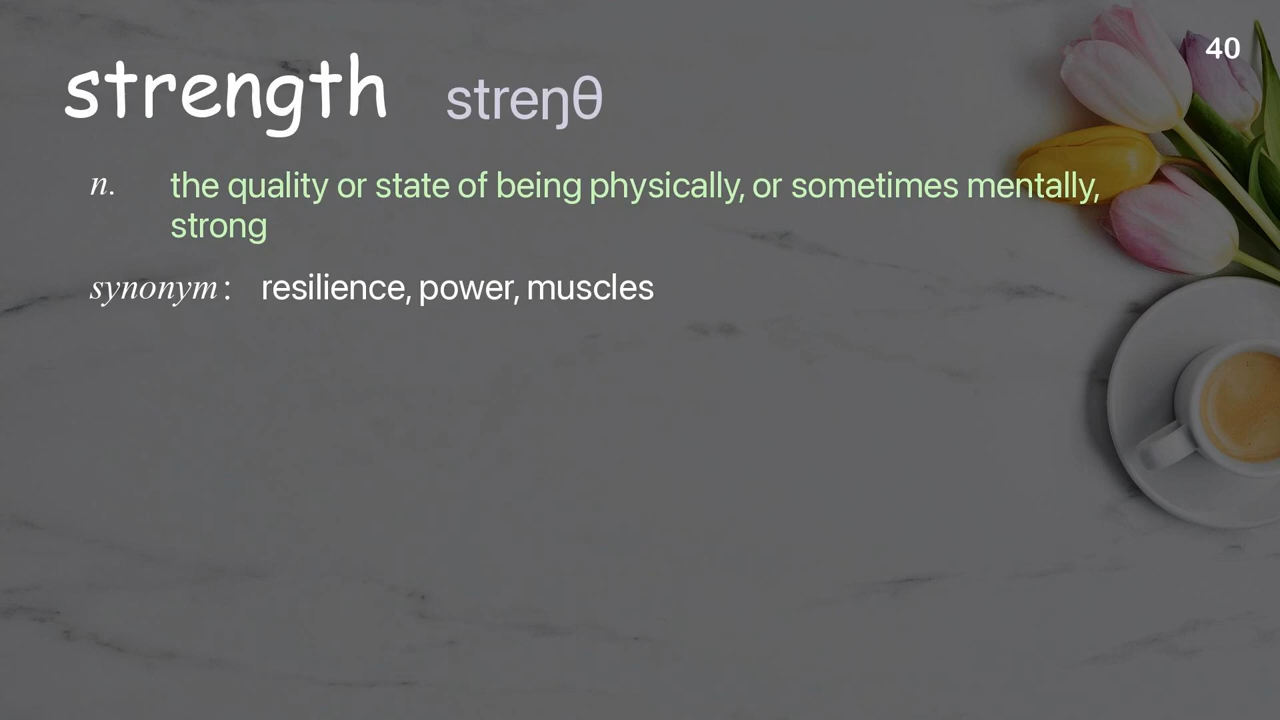 40
strength streŋθ
n. the quality or state of being physically, or sometimes mentally,
strong
synonym : resilience, power, muscles